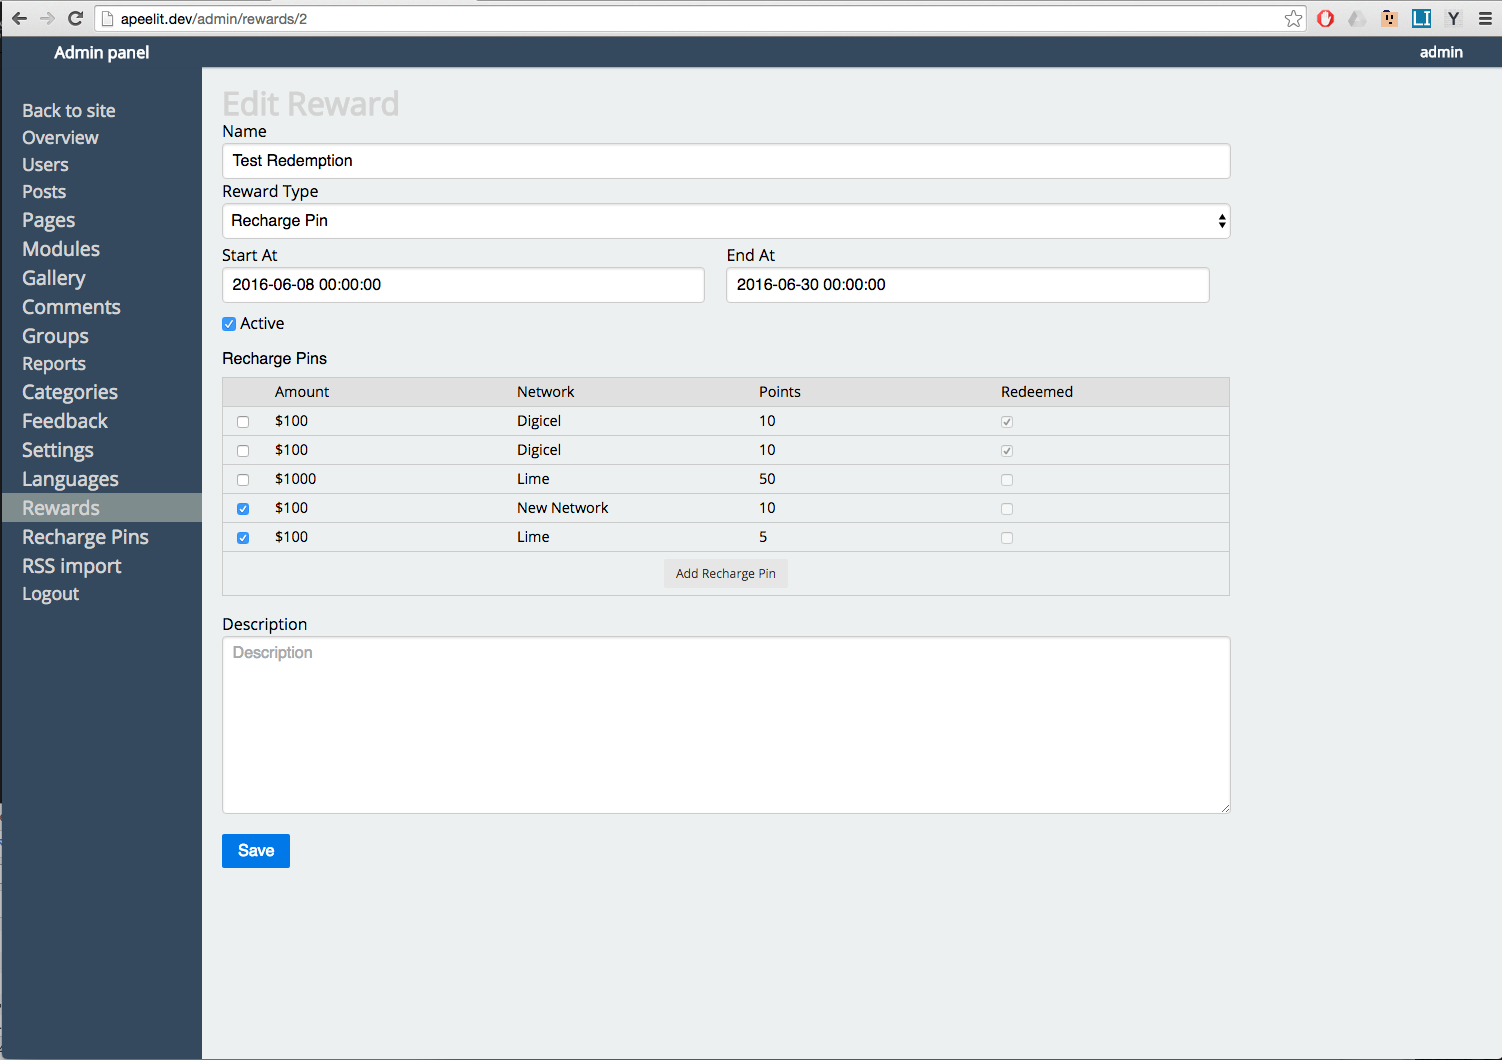 apeelit.dev/admin/rewards/2
LI
Y
Admin panel
admin
Back to site
Overview
Users
Posts
Pages
Modules
Gallery
Comments
Groups
Reports
Categories
Feedback
Settings
Languages
Rewards
Recharge Pins
RSS import
Logout
Edit Reward
Name
Test Redemption
Reward Type
Recharge Pin
Start At End At
2016-06-08 00:00:00 2016-06-30 00:00:00
Active
Recharge Pins
Amount Network Points Redeemed
$100 Digicel 10
$100 Digicel 10
$1000 Lime 50
$100 New Network 10
$100 Lime 5
Add Recharge Pin
Description
Description
Save